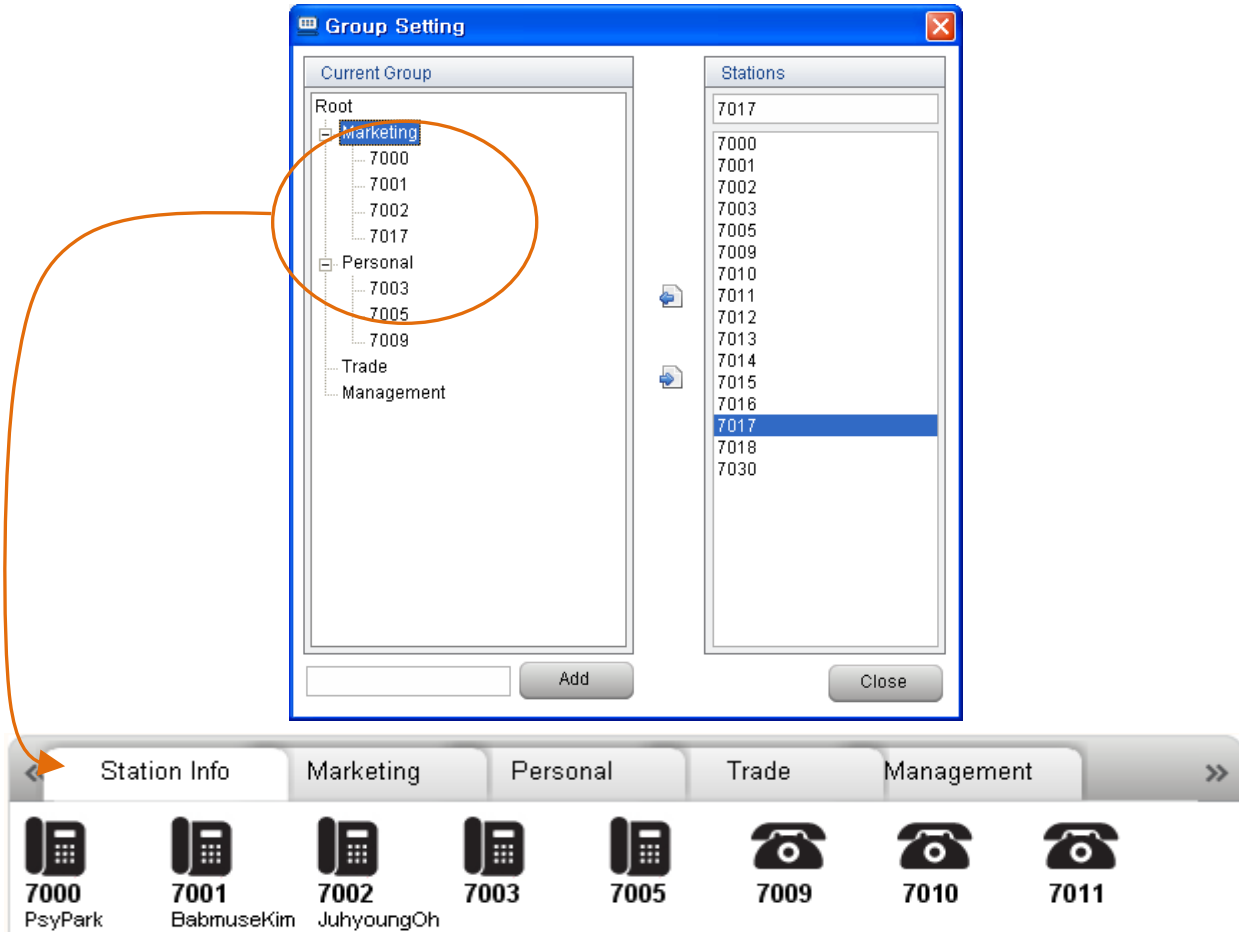 Group Setting
Current Group
Root
Marketing
7000
7001
7002
7017
Personal
7003
7005
7009
Trade
Management
Add
Stations
7017
7000
7001
7002
7003
7005
7009
7010
7011
7012
7013
7014
7015
7016
7017
7018
7030
Close
Station Info Marketing Personal Trade Management
7000 7001 7002 7003 7005 7009 7010 7011
PsyPark BabmuseKim JuhyoungOh